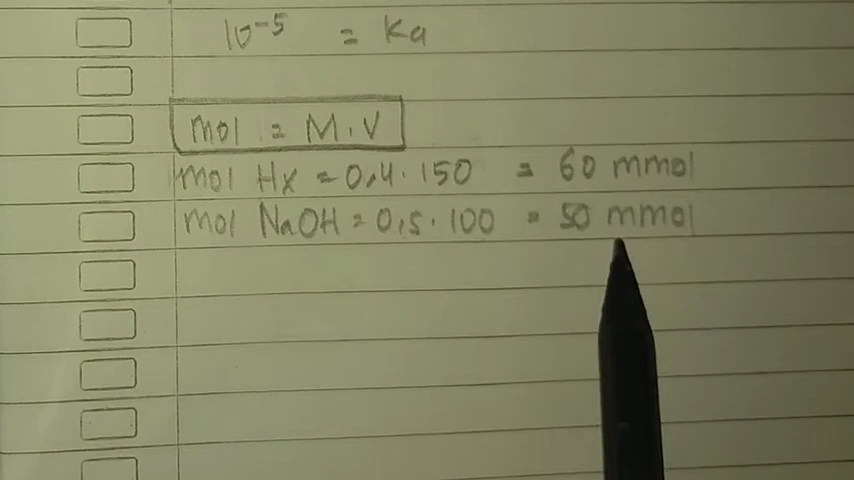 10⁻⁵ = Ka
mol = M.V
mol Hx = 0,4.150 = 60 mmol
mol NaOH = 0,5.100 = 50 mmol